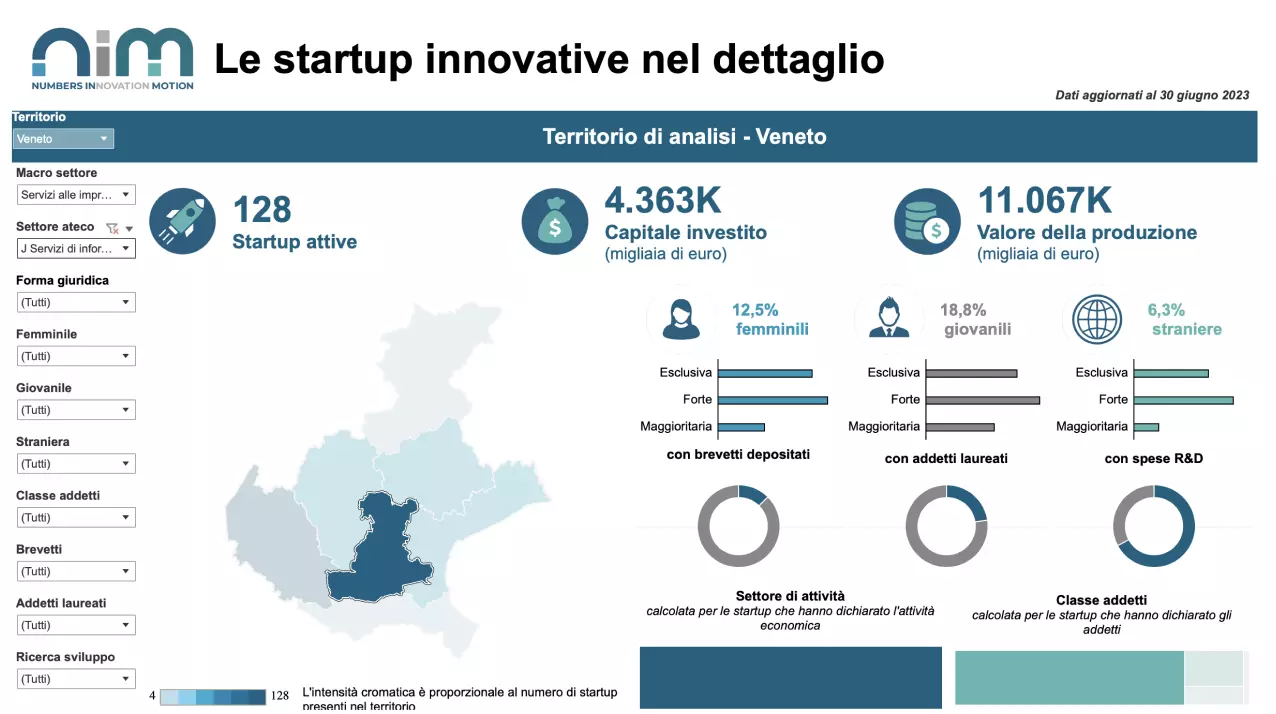 nim
NUMBERS INNOVATION MOTION
Le startup innovative nel dettaglio
Dati aggiornati al 30 giugno 2023
Territorio
Veneto
Territorio di analisi - Veneto
Macro settore
Servizi alle impr...
Settore ateco
J Servizi di infor...
Forma giuridica
(Tutti)
Femminile
(Tutti)
Giovanile
(Tutti)
Straniera
(Tutti)
Classe addetti
(Tutti)
Brevetti
(Tutti)
Addetti laureati
(Tutti)
Ricerca sviluppo
(Tutti)
128
Startup attive
$
4.363K
Capitale investito
(migliaia di euro)
$
11.067K
Valore della produzione
(migliaia di euro)
12,5%
femminili
18,8%
giovanili
6,3%
straniere
Esclusiva
Forte
Maggioritaria
Esclusiva
Forte
Maggioritaria
Esclusiva
Forte
Maggioritaria
con brevetti depositati
con addetti laureati
con spese R&D
Settore di attività
calcolata per le startup che hanno dichiarato l'attività
economica
Classe addetti
calcolata per le startup che hanno dichiarato gli
addetti
4
128
L'intensità cromatica è proporzionale al numero di startup
presenti nel territorio